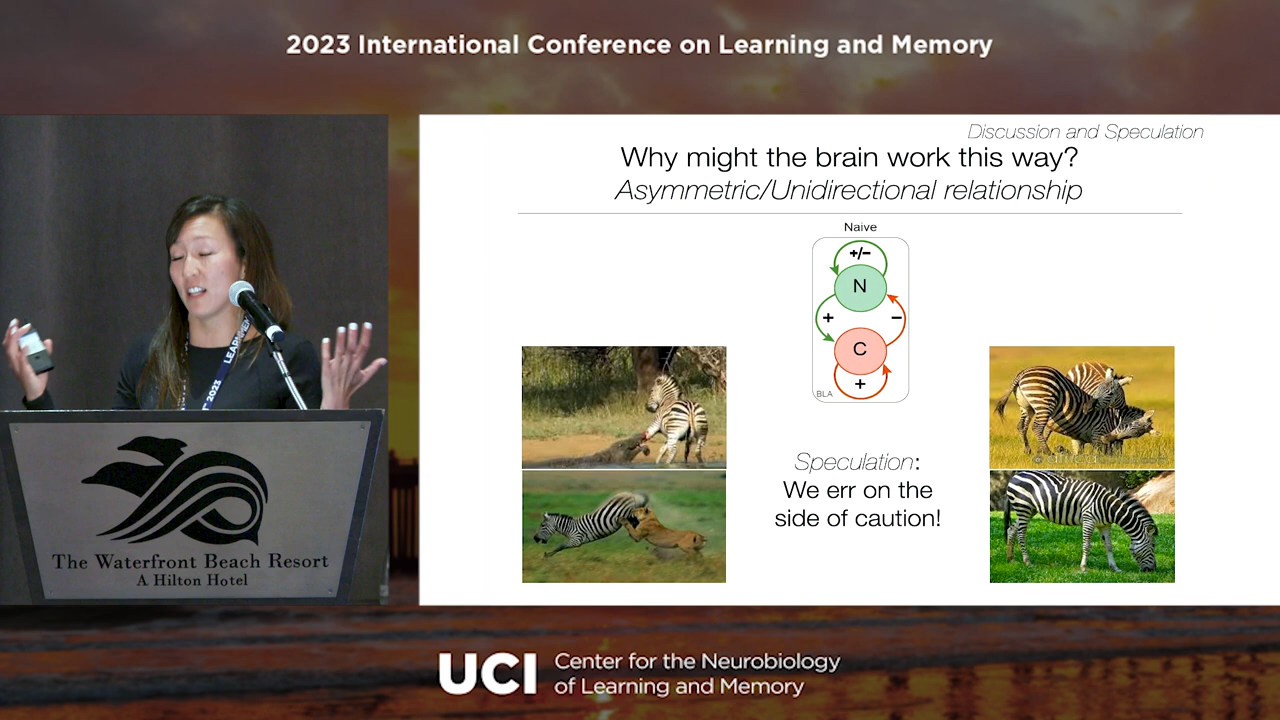 2023 International Conference on Learning and Memory
Discussion and Speculation
Why might the brain work this way?
Asymmetric/Unidirectional relationship
Naive
+/-
N
+
-
C
+
BLA
Speculation:
We err on the
side of caution!
2023
The Waterfront Beach Resort
A Hilton Hotel
UCI
Center for the Neurobiology
of Learning and Memory